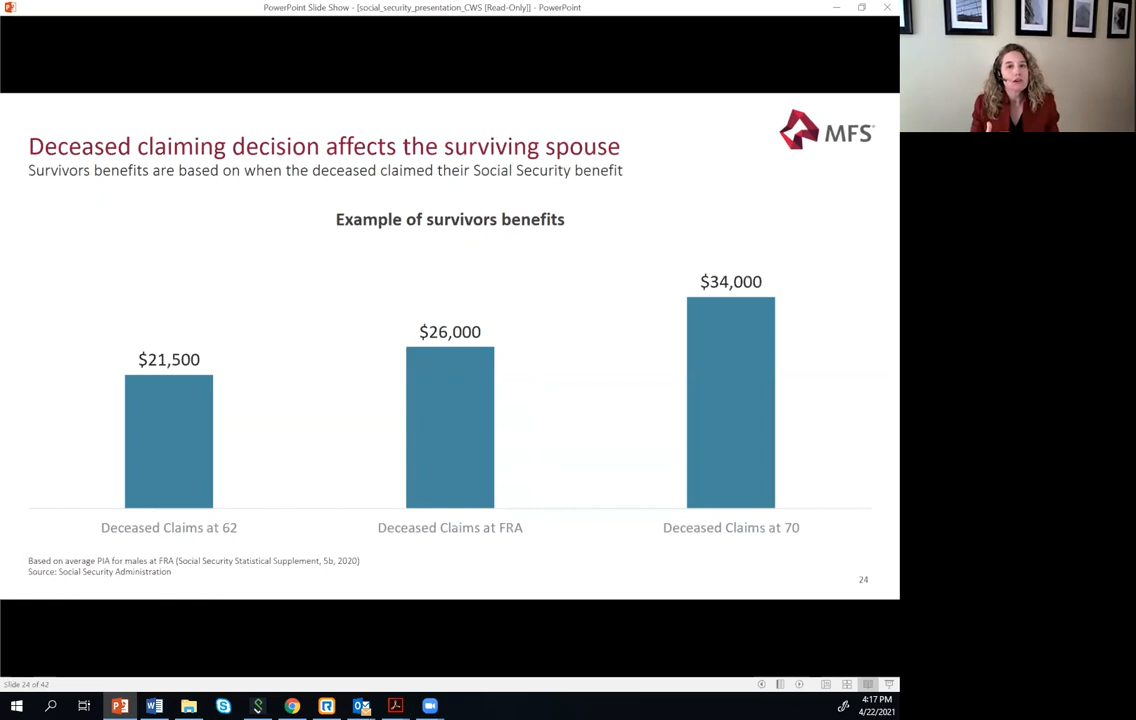 PowerPoint Slide Show - [social_security_presentation_CWS [Read-Only]] - PowerPoint
MFS
Deceased claiming decision affects the surviving spouse
Survivors benefits are based on when the deceased claimed their Social Security benefit
Example of survivors benefits
$34,000
$26,000
$21,500
Deceased Claims at 62
Deceased Claims at FRA
Deceased Claims at 70
Based on average PIA for males at FRA (Social Security Statistical Supplement, 5b, 2020)
Source: Social Security Administration
24
Slide 24 of 42
4:17 PM
4/22/2021